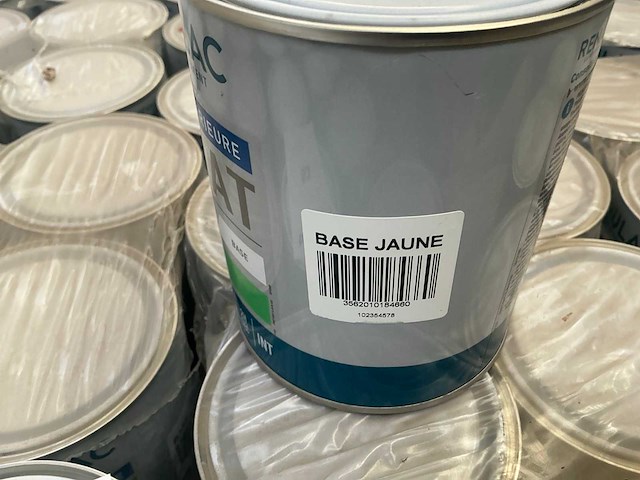 AC
IEURE
AT
BASE
INT
BASE JAUNE
3562010184660
102354578